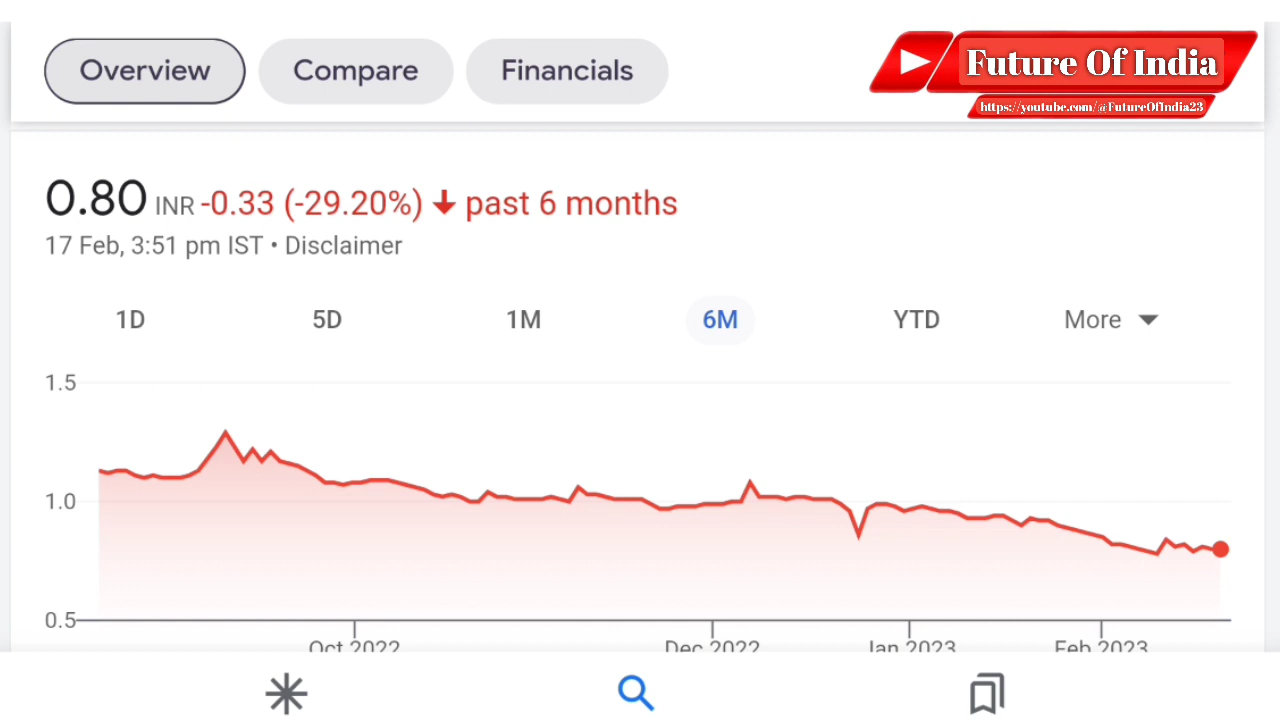 Overview Compare Financials
Future Of India
https://youtube.com/@FutureOfIndia23
0.80 INR -0.33 (-29.20%) past 6 months
17 Feb, 3:51 pm IST • Disclaimer
1D 5D 1M 6M YTD More
1.5
1.0
0.5
Oct 2022 Dec 2022 Jan 2023 Feb 2023